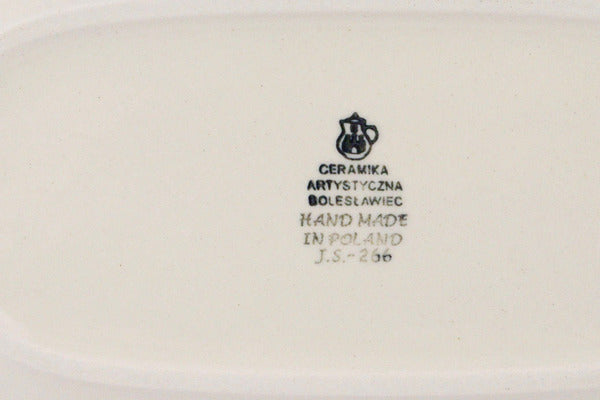 CERAMIKA
ARTYSTYCZNA
BOLESŁAWIEC
HAND MADE
IN POLAND
J.S.-266